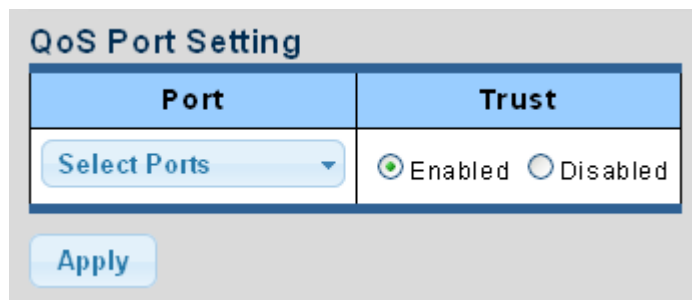 QoS Port Setting
Port Trust
Select Ports Enabled Disabled
Apply